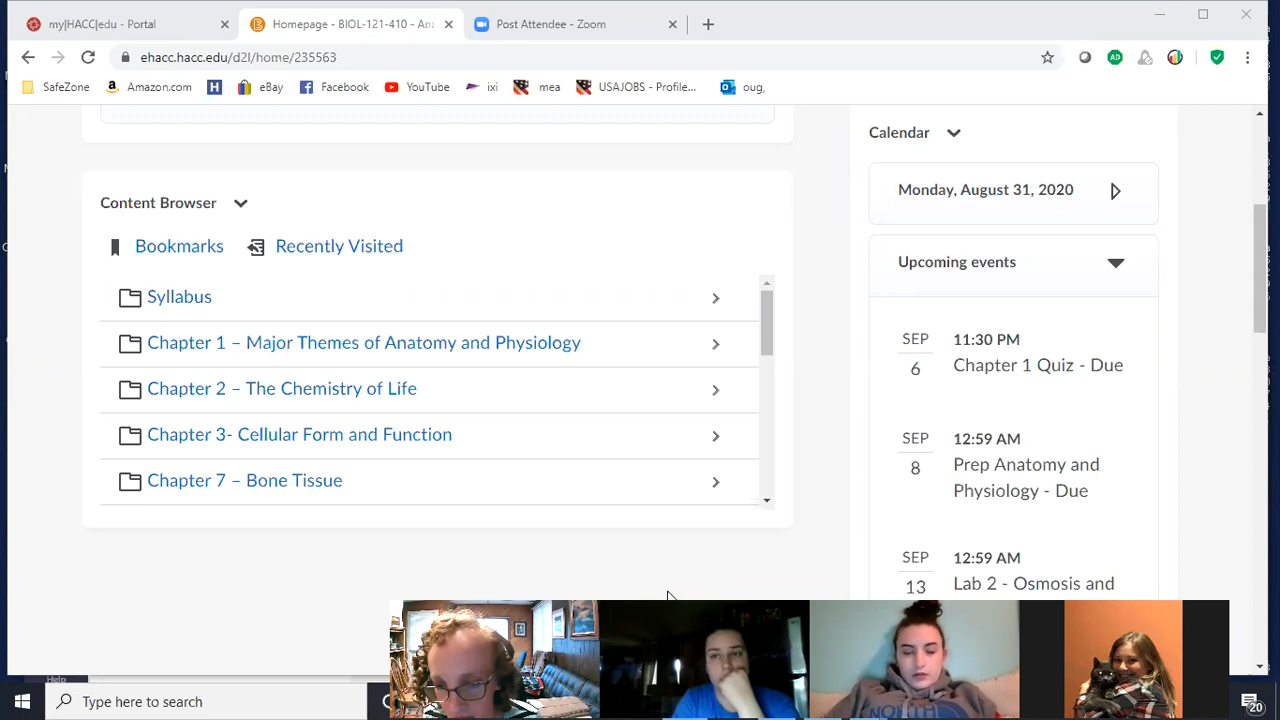 my|HACC|edu - Portal
Homepage - BIOL-121-410 - An
Post Attendee - Zoom
ehacc.hacc.edu/d2l/home/235563
SafeZone
Amazon.com
H
eBay
Facebook
YouTube
ixi
mea
USAJOBS - Profile...
oug,
Content Browser
Bookmarks
Recently Visited
Syllabus
Chapter 1 – Major Themes of Anatomy and Physiology
Chapter 2 – The Chemistry of Life
Chapter 3- Cellular Form and Function
Chapter 7 – Bone Tissue
Calendar
Monday, August 31, 2020
Upcoming events
SEP
6
11:30 PM
Chapter 1 Quiz - Due
SEP
8
12:59 AM
Prep Anatomy and
Physiology - Due
SEP
13
12:59 AM
Lab 2 - Osmosis and
Help
Type here to search
20